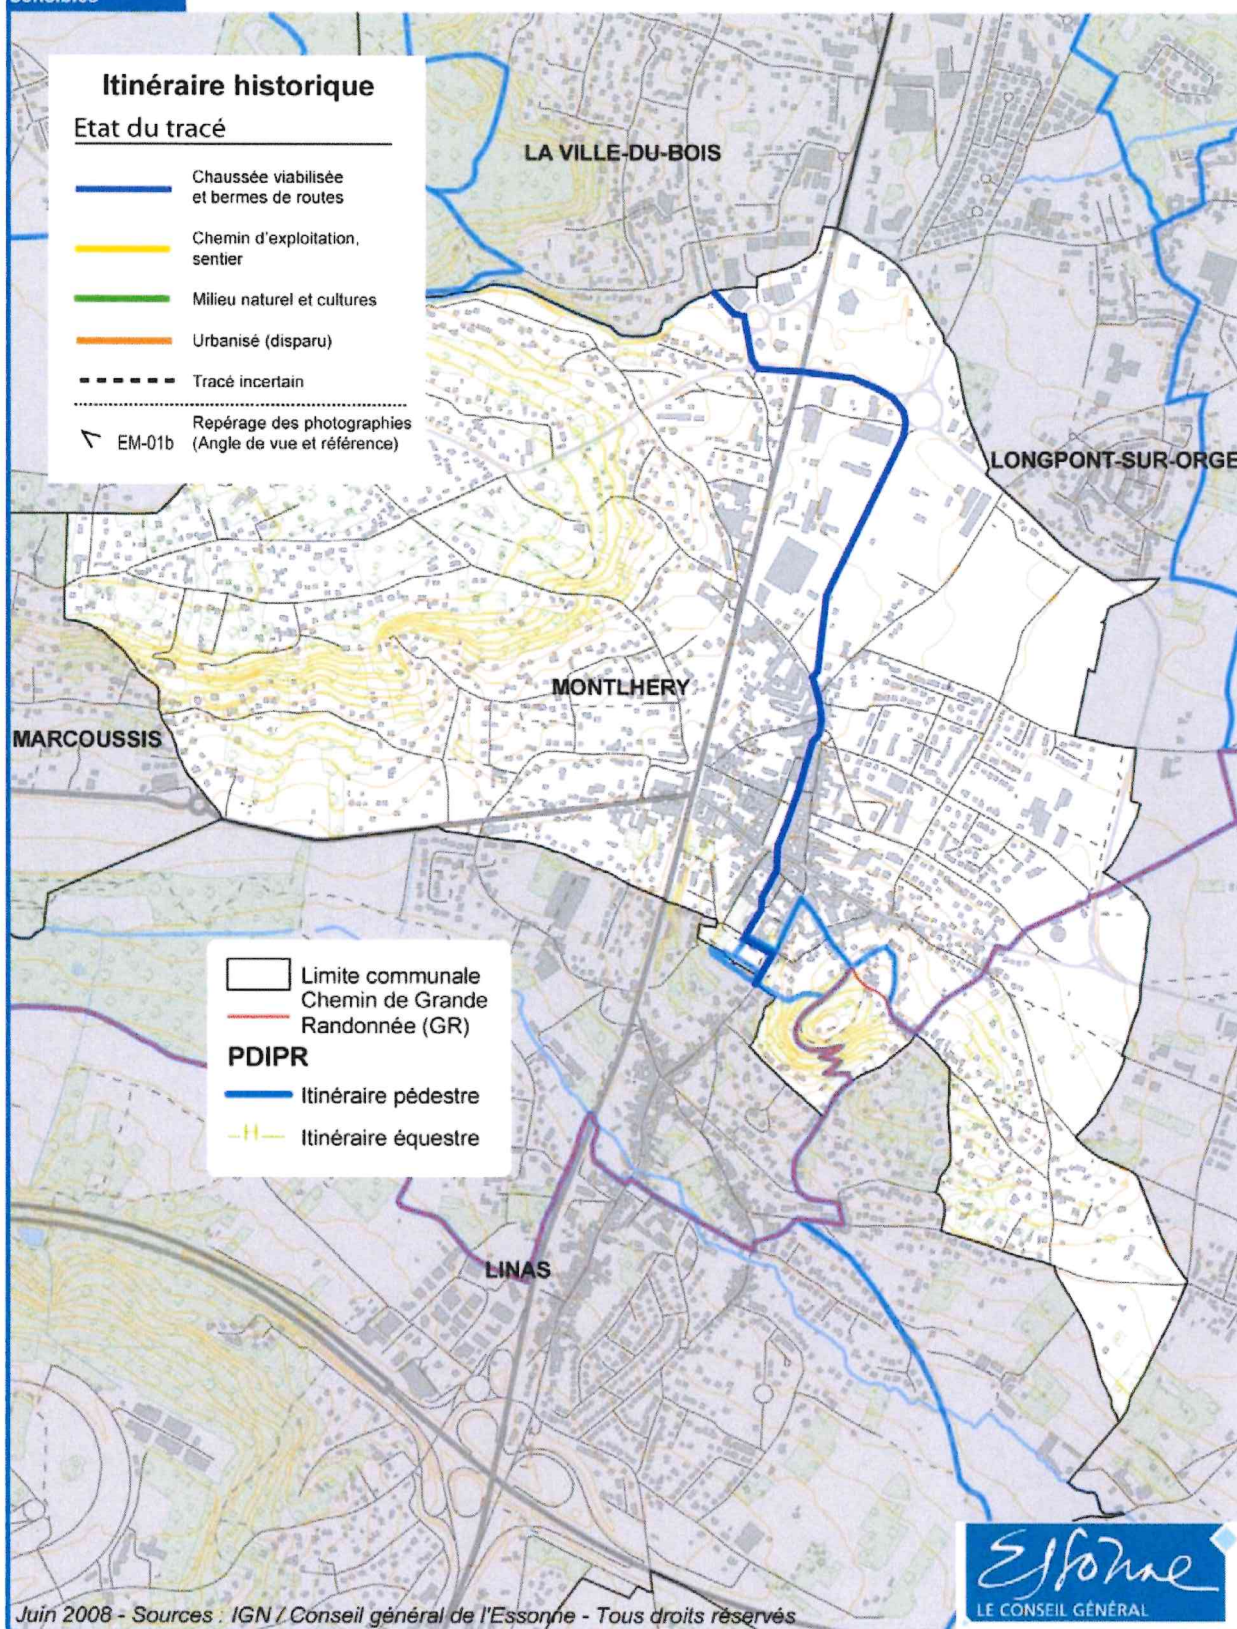 Itinéraire historique
Etat du tracé
Chaussée viabilisée
et bermes de routes
Chemin d'exploitation,
sentier
Milieu naturel et cultures
Urbanisé (disparu)
Tracé incertain
Repérage des photographies
EM-01b (Angle de vue et référence)
LA VILLE-DU-BOIS
LONGPONT-SUR-ORGE
MONTLHERY
MARCOUSSIS
Limite communale
Chemin de Grande
Randonnée (GR)
PDIPR
Itinéraire pédestre
-H- Itinéraire équestre
LINAS
Essonne
LE CONSEIL GÉNÉRAL
Juin 2008 - Sources : IGN / Conseil général de l'Essonne - Tous droits réservés